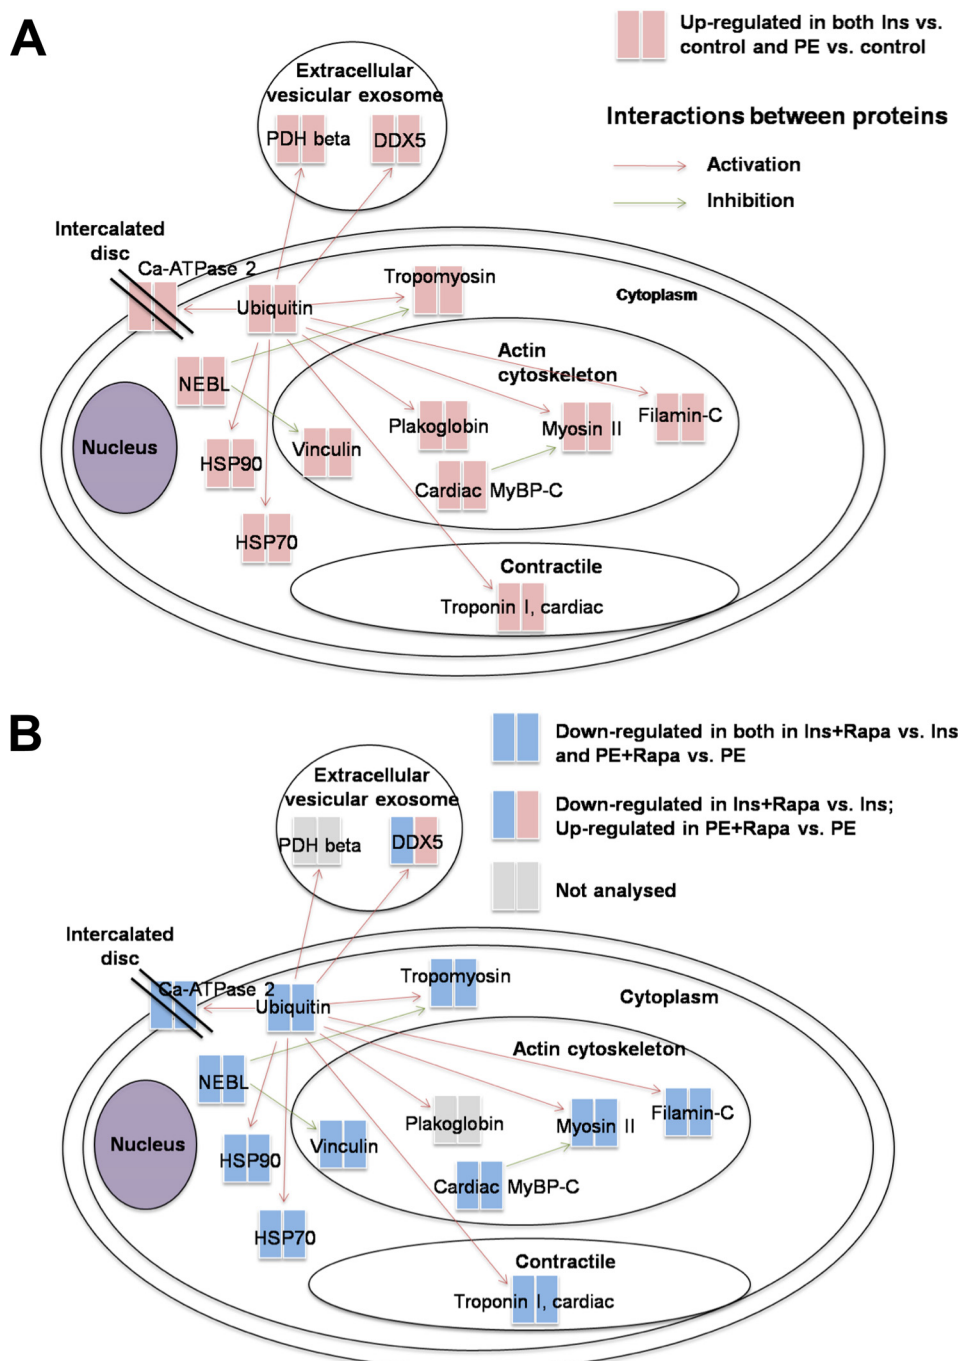 A
Up-regulated in both Ins vs.
control and PE vs. control
Extracellular
vesicular exosome
PDH beta
DDX5
Interactions between proteins
Activation
Inhibition
Intercalated
disc
Ca-ATPase 2
Ubiquitin
Tropomyosin
Cytoplasm
NEBL
Actin
cytoskeleton
Nucleus
HSP90
Vinculin
Plakoglobin
Myosin II
Filamin-C
Cardiac MyBP-C
HSP70
Contractile
Troponin I, cardiac
B
Down-regulated in both in Ins+Rapa vs. Ins
and PE+Rapa vs. PE
Extracellular
vesicular exosome
PDH beta
DDX5
Down-regulated in Ins+Rapa vs. Ins;
Up-regulated in PE+Rapa vs. PE
Not analysed
Intercalated
disc
Ca-ATPase 2
Ubiquitin
Tropomyosin
Cytoplasm
NEBL
Actin cytoskeleton
Nucleus
HSP90
Vinculin
Plakoglobin
Myosin II
Filamin-C
Cardiac MyBP-C
HSP70
Contractile
Troponin I, cardiac